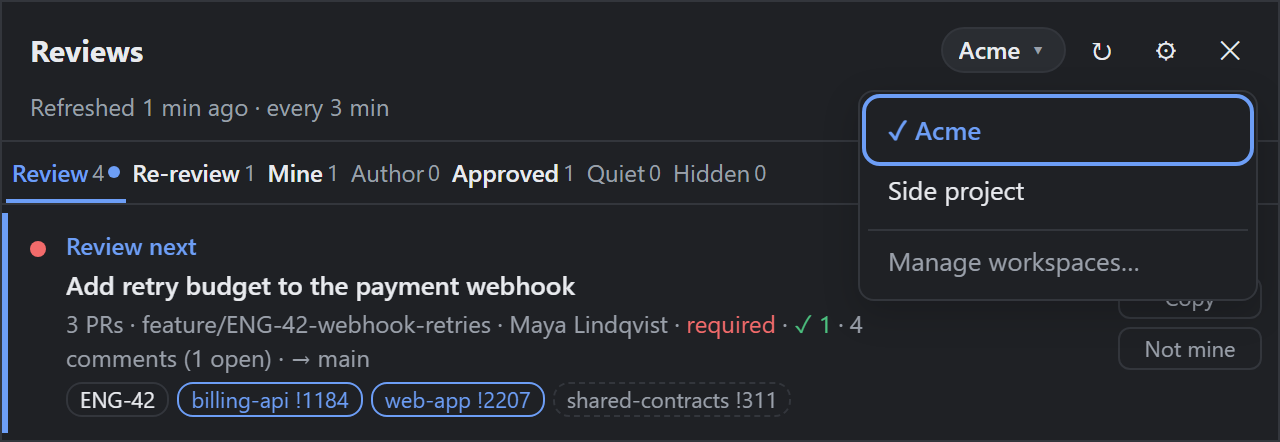 Reviews
Acme ▾
Refreshed 1 min ago · every 3 min
✓ Acme
Side project
Manage workspaces...
Review 4 Re-review 1 Mine 1 Author 0 Approved 1 Quiet 0 Hidden 0
Review next
Add retry budget to the payment webhook
3 PRs · feature/ENG-42-webhook-retries · Maya Lindqvist · required · ✓ 1 · 4
comments (1 open) · → main
ENG-42 billing-api !1184 web-app !2207 shared-contracts !311
Copy
Not mine